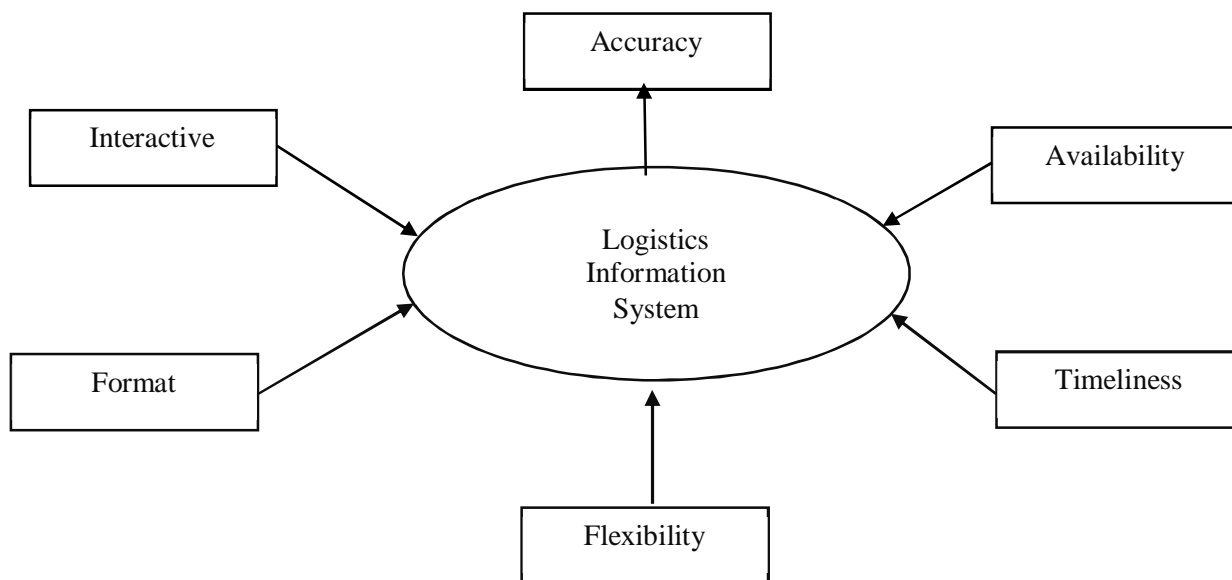 Accuracy
Interactive
Availability
Logistics
Information
System
Format
Timeliness
Flexibility